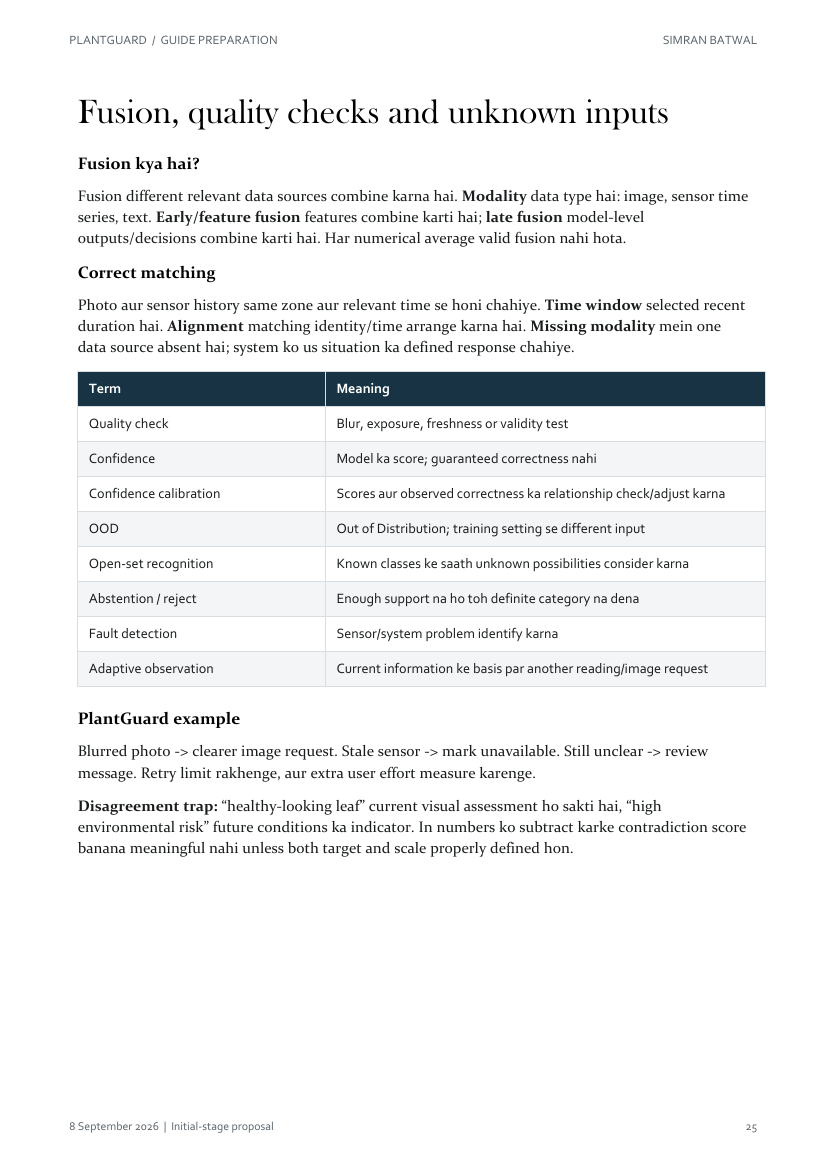 PLANTGUARD / GUIDE PREPARATION
SIMRAN BATWAL
Fusion, quality checks and unknown inputs
Fusion kya hai?
Fusion different relevant data sources combine karna hai. Modality data type hai: image, sensor time
series, text. Early/feature fusion features combine karti hai; late fusion model-level
outputs/decisions combine karti hai. Har numerical average valid fusion nahi hota.
Correct matching
Photo aur sensor history same zone aur relevant time se honi chahiye. Time window selected recent
duration hai. Alignment matching identity/time arrange karna hai. Missing modality mein one
data source absent hai; system ko us situation ka defined response chahiye.
Term
Meaning
Quality check
Blur, exposure, freshness or validity test
Confidence
Model ka score; guaranteed correctness nahi
Confidence calibration
Scores aur observed correctness ka relationship check/adjust karna
OOD
Out of Distribution; training setting se different input
Open-set recognition
Known classes ke saath unknown possibilities consider karna
Abstention / reject
Enough support na ho toh definite category na dena
Fault detection
Sensor/system problem identify karna
Adaptive observation
Current information ke basis par another reading/image request
PlantGuard example
Blurred photo -> clearer image request. Stale sensor -> mark unavailable. Still unclear -> review
message. Retry limit rakhenge, aur extra user effort measure karenge.
Disagreement trap: “healthy-looking leaf” current visual assessment ho sakti hai, “high
environmental risk” future conditions ka indicator. In numbers ko subtract karke contradiction score
banana meaningful nahi unless both target and scale properly defined hon.
8 September 2026 | Initial-stage proposal
25